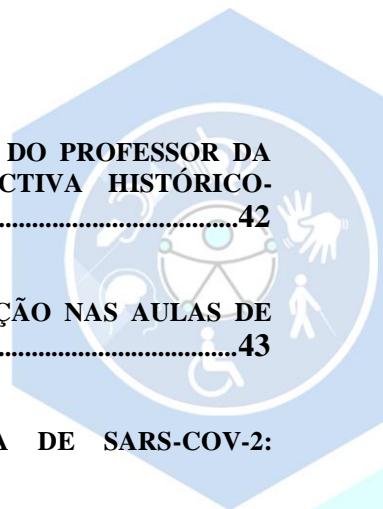 DO PROFESSOR DA
CTIVA HISTÓRICO-
..........................................42
ÇÃO NAS AULAS DE
..........................................43
A DE SARS-COV-2: